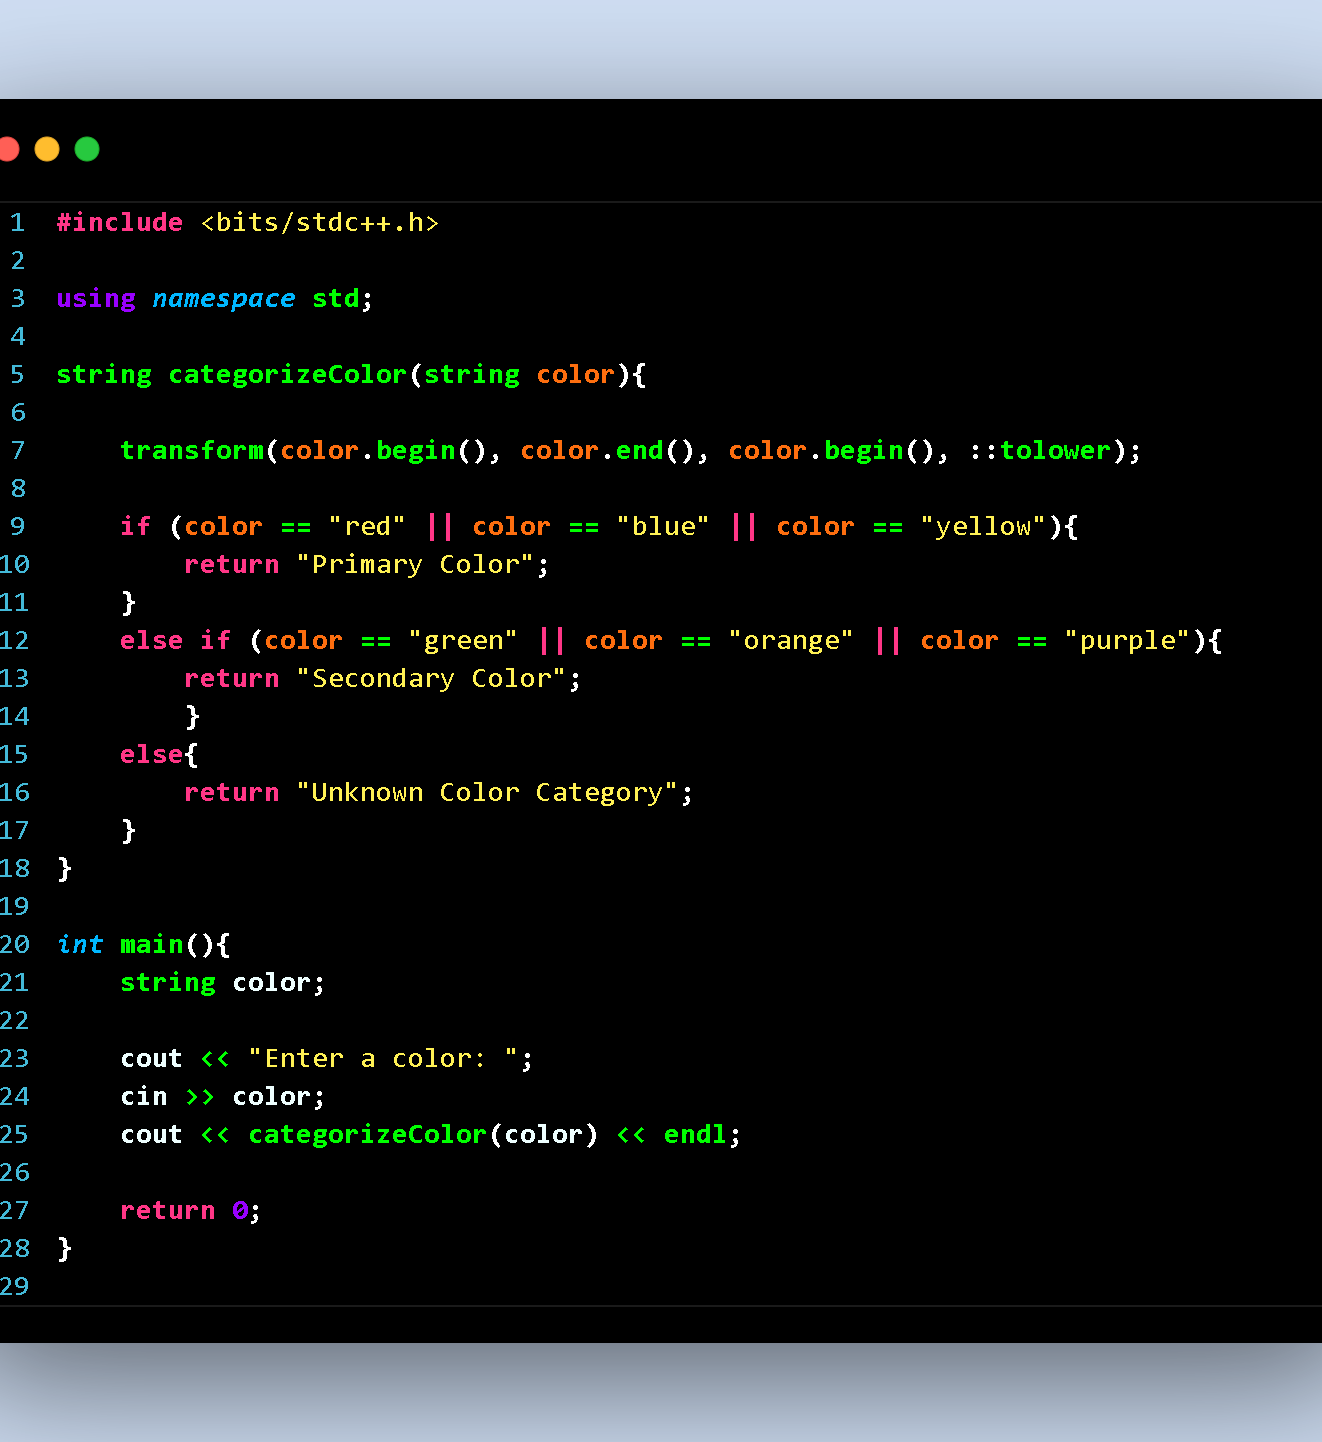 1 #include <bits/stdc++.h>
2
3 using namespace std;
4
5 string categorizeColor(string color){
6
7     transform(color.begin(), color.end(), color.begin(), ::tolower);
8
9     if (color == "red" || color == "blue" || color == "yellow"){
10         return "Primary Color";
11     }
12     else if (color == "green" || color == "orange" || color == "purple"){
13         return "Secondary Color";
14         }
15     else{
16         return "Unknown Color Category";
17     }
18 }
19
20 int main(){
21     string color;
22
23     cout << "Enter a color: ";
24     cin >> color;
25     cout << categorizeColor(color) << endl;
26
27     return 0;
28 }
29